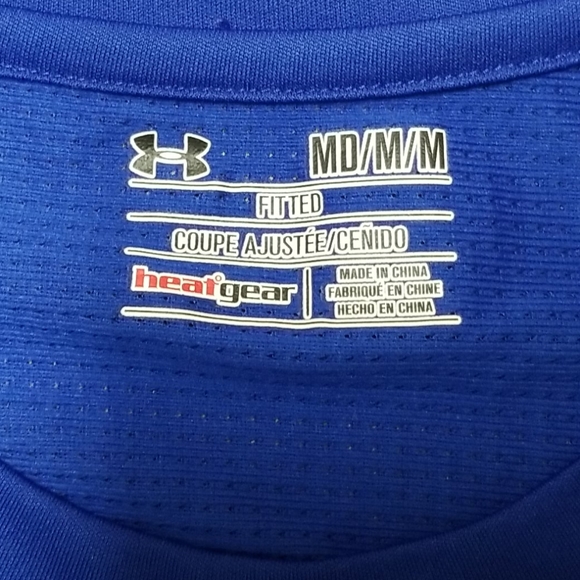 MD/M/M
FITTED
COUPE AJUSTÉE/CEÑIDO
heatgear
MADE IN CHINA
FABRIQUÉ EN CHINE
HECHO EN CHINA